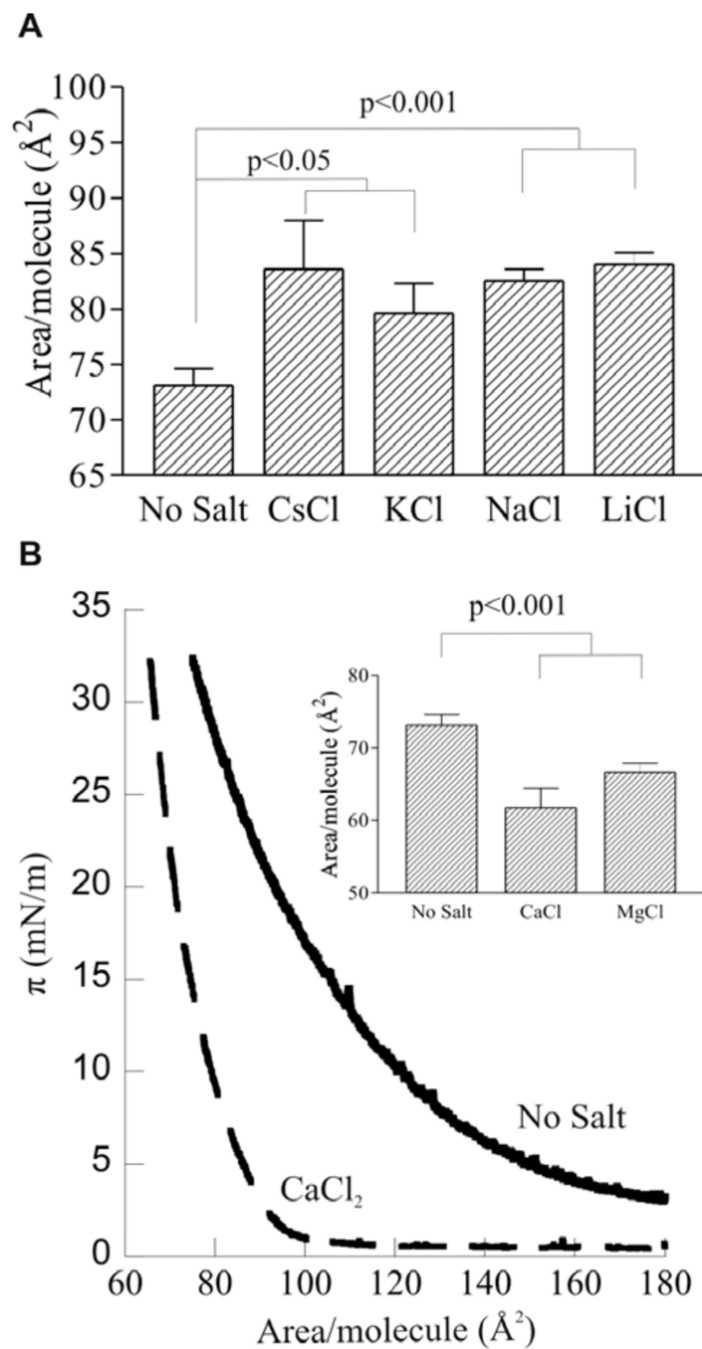 A
p<0.001
p<0.05
Area/molecule (Å²)
100
95
90
85
80
75
70
65
No Salt CsCl KCl NaCl LiCl
B
p<0.001
Area/molecule (Å²)
80
70
60
50
No Salt CaCl MgCl
π (mN/m)
35
30
25
20
15
10
5
0
No Salt
CaCl₂
60 80 100 120 140 160 180
Area/molecule (Å²)